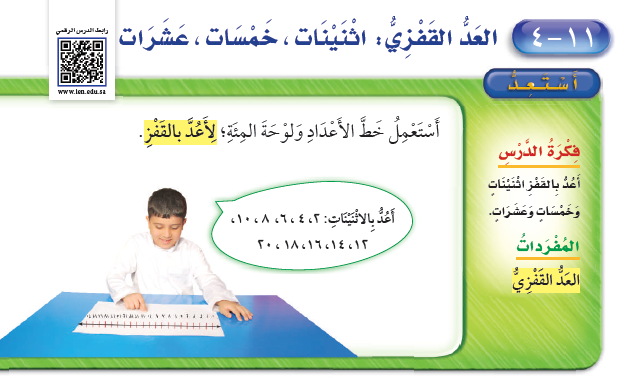 ١١-٤ العَدُّ القَفْزِيُّ: اثْنَيْنَات، خَمْسَات، عَشَرَات
رابط الدرس الرقمي
www.ien.edu.sa
أَسْتَعِدُّ
أَسْتَعْمِلُ خَطَّ الأَعْدَادِ وَلَوْحَةَ المِئَةِ؛ لِأَعُدَّ بالقَفْزِ.
فِكْرَةُ الدَّرْسِ
أَعُدُّ بِالقَفْزِ اثْنَيْنَاتٍ
وَخَمْسَاتٍ وَعَشَرَاتٍ.
المُفْرَدَاتُ
العَدُّ القَفْزِيُّ
أَعُدُّ بِالاثْنَيْنَاتِ: ٢، ٤، ٦، ٨، ١٠،
١٢، ١٤، ١٦، ١٨، ٢٠